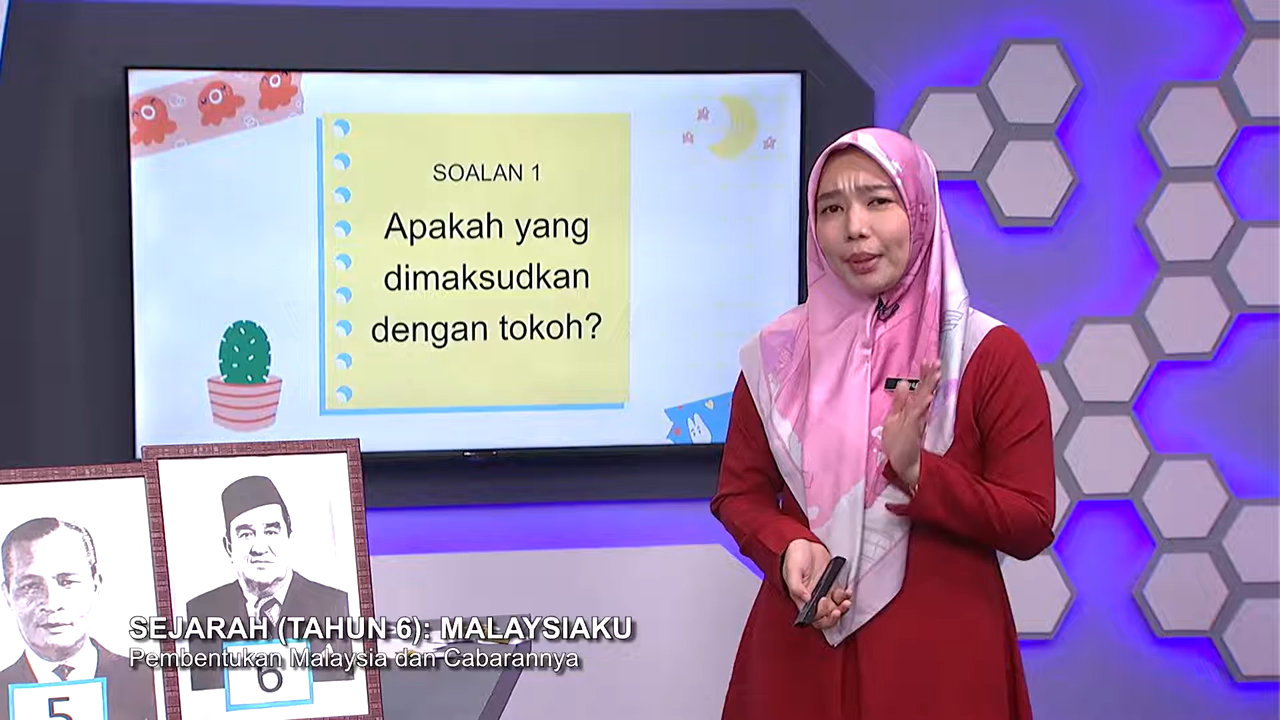 SOALAN 1
Apakah yang
dimaksudkan
dengan tokoh?
SEJARAH (TAHUN 6): MALAYSIAKU
Pembentukan Malaysia dan Cabarannya
5
6